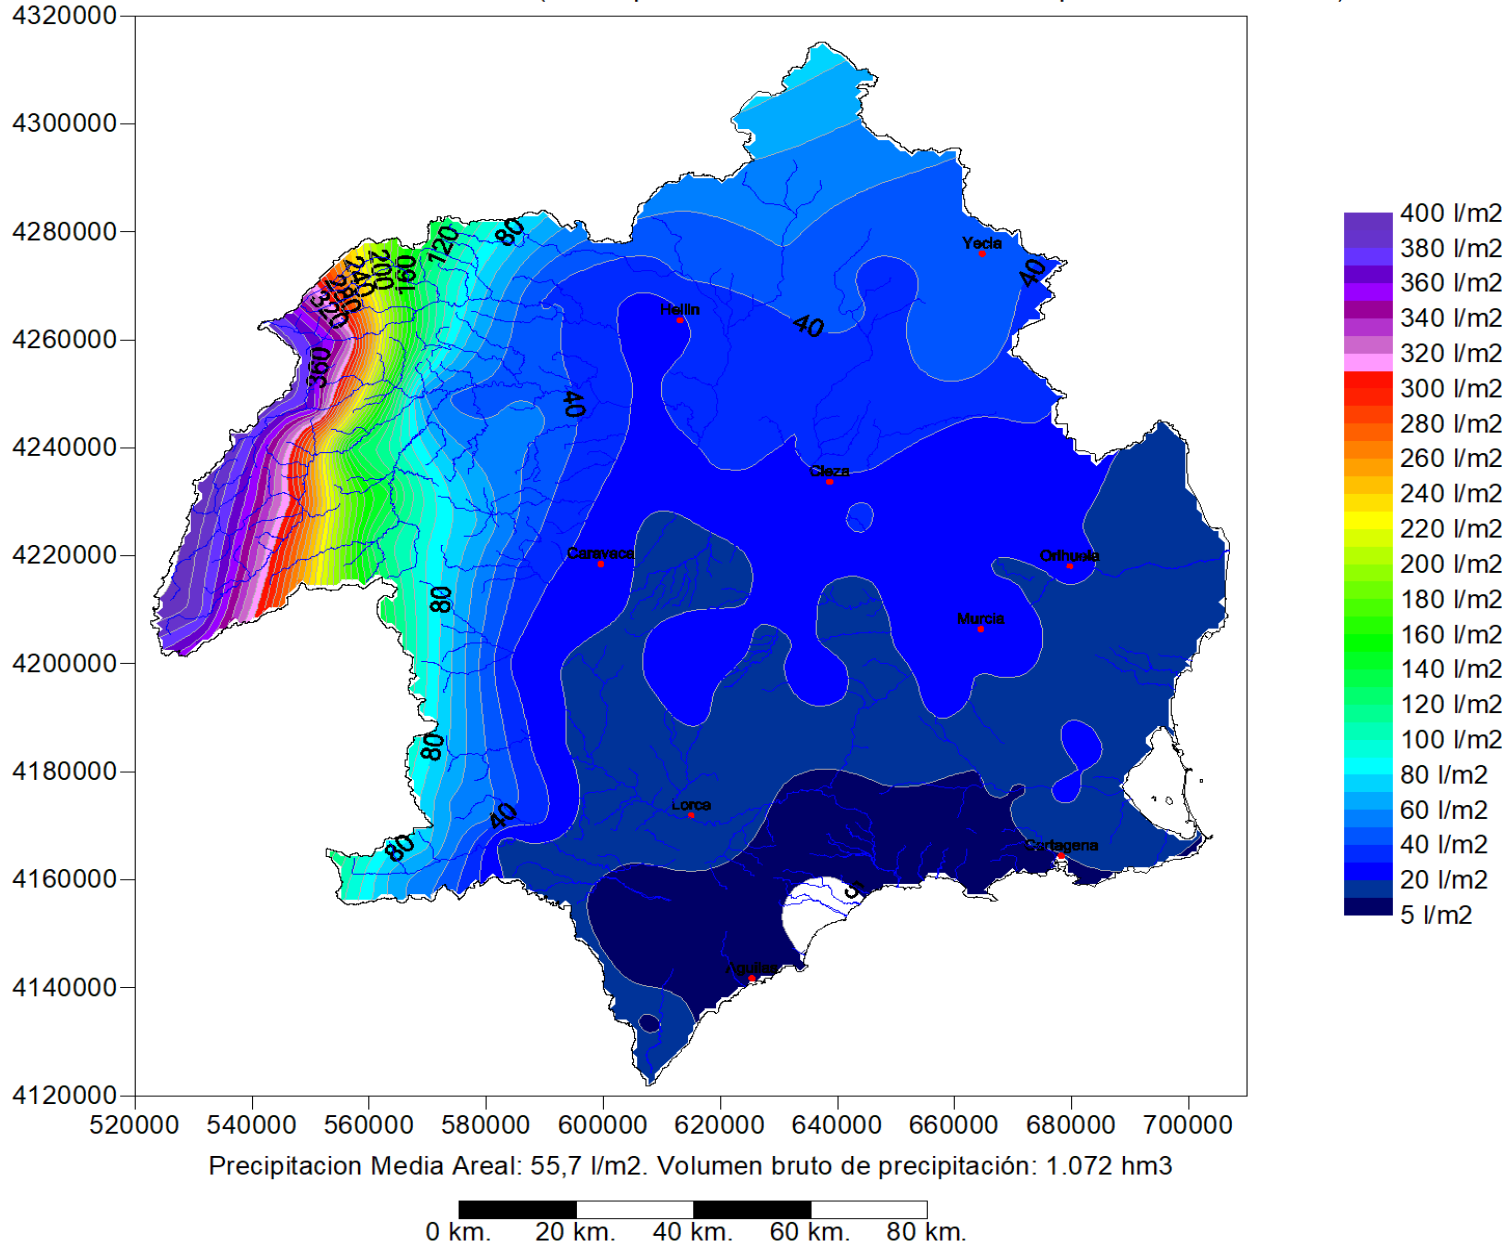 4320000
4300000
4280000
4260000
4240000
4220000
4200000
4180000
4160000
4140000
4120000
520000 540000 560000 580000 600000 620000 640000 660000 680000 700000
120
80
160
200
240
280
320
360
40
40
40
80
80
80
40
5
Yecla
Hellin
Cieza
Caravaca
Orihuela
Murcia
Lorca
Cartagena
Aguilas
400 l/m2
380 l/m2
360 l/m2
340 l/m2
320 l/m2
300 l/m2
280 l/m2
260 l/m2
240 l/m2
220 l/m2
200 l/m2
180 l/m2
160 l/m2
140 l/m2
120 l/m2
100 l/m2
80 l/m2
60 l/m2
40 l/m2
20 l/m2
5 l/m2
Precipitacion Media Areal: 55,7 l/m2. Volumen bruto de precipitación: 1.072 hm3
0 km. 20 km. 40 km. 60 km. 80 km.